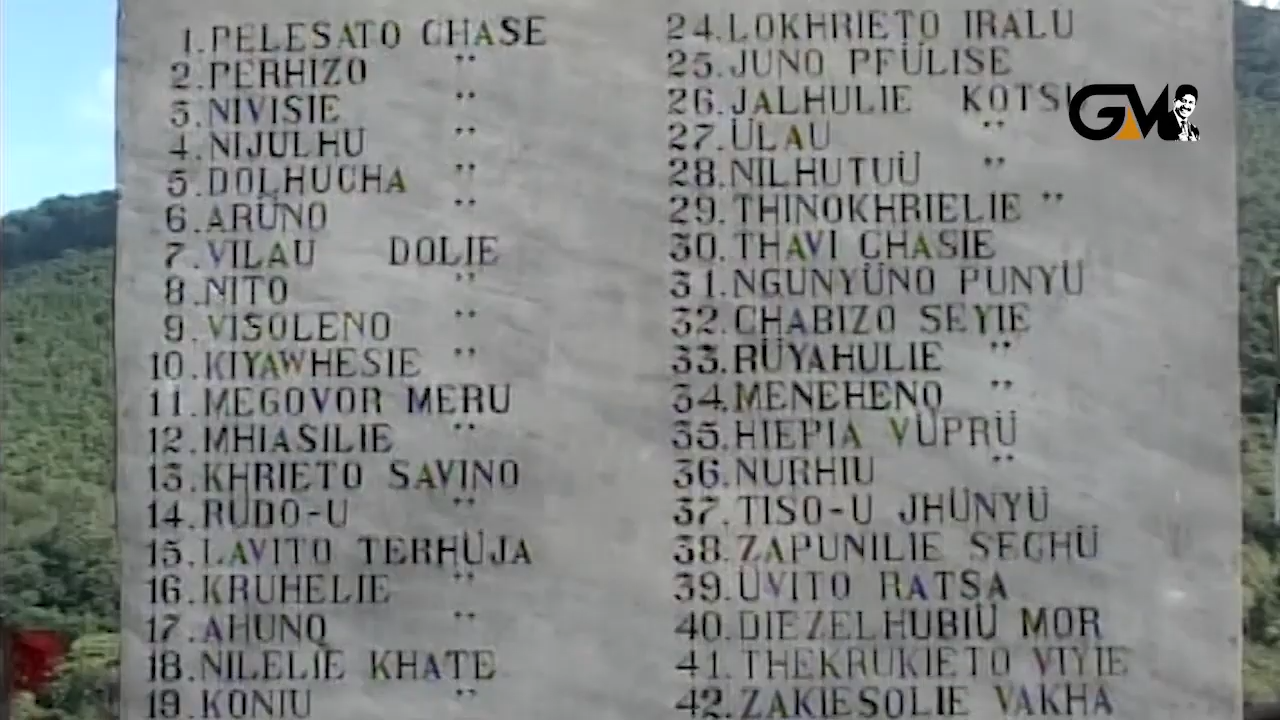 1.PELESATO CHASE
2.PERHIZO "
3.NIVISIE "
4.NIJULHU "
5.DOLHUCHA "
6.ARÜNO "
7.VILAU DOLIE
8.NITO "
9.VISOLENO "
10.KIYAWHESIE "
11.MEGOVOR MERU
12.MHIASILIE "
13.KHRIETO SAVINO
14.RÜDO-U "
15.LAVITO TERHÜJA
16.KRUHELIE "
17.AHUNO "
18.NILELIE KHATE
19.KONIU "
24.LOKHRIETO IRALU
25.JUNO PFÜLISE
26.JALHULIE
27.ULAU "
28.NILHUTUÜ "
29.THINOKHRIELIE "
30.THAVI CHASIE
31.NGUNYÜNO PUNYÜ
32.CHABIZO SEYIE
33.RÜYAHULIE "
34.MENEHENO "
35.HIEPIA VÜPRÜ
36.NURHIU "
37.TISO-U JHÜNYÜ
38.ZAPUNILIE SECHÜ
39.ÜVITO RATSA
40.DIEZELHUBIÜ MOR
41.THEKRUKIETO VIYIE
42.ZAKIESOLIE VAKHA
GM